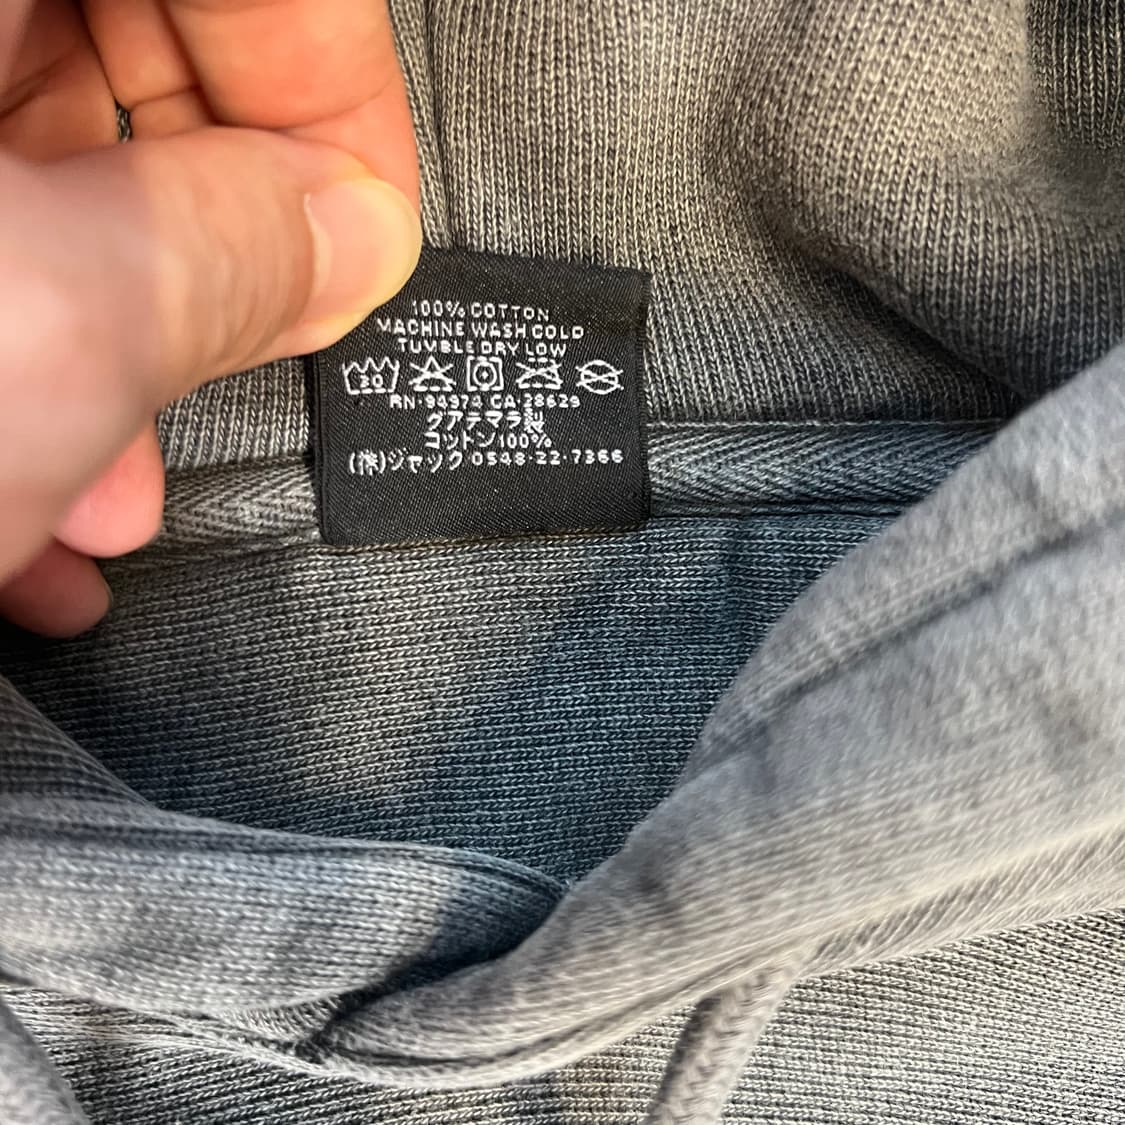 100% COTTON
MACHINE WASH COLD
TUMBLE DRY LOW
30
RN·94974 CA·28629
グアテマラ製
コットン100%
(株)ジャック 0548·22·7366